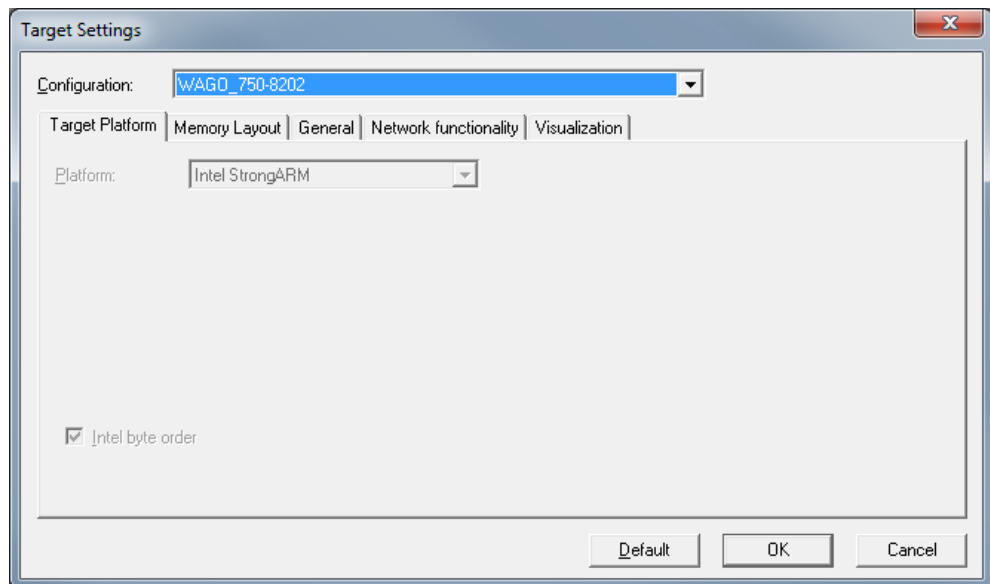 Target Settings
Configuration: WAGO_750-8202
Target Platform Memory Layout General Network functionality Visualization
Platform: Intel StrongARM
Intel byte order
Default OK Cancel